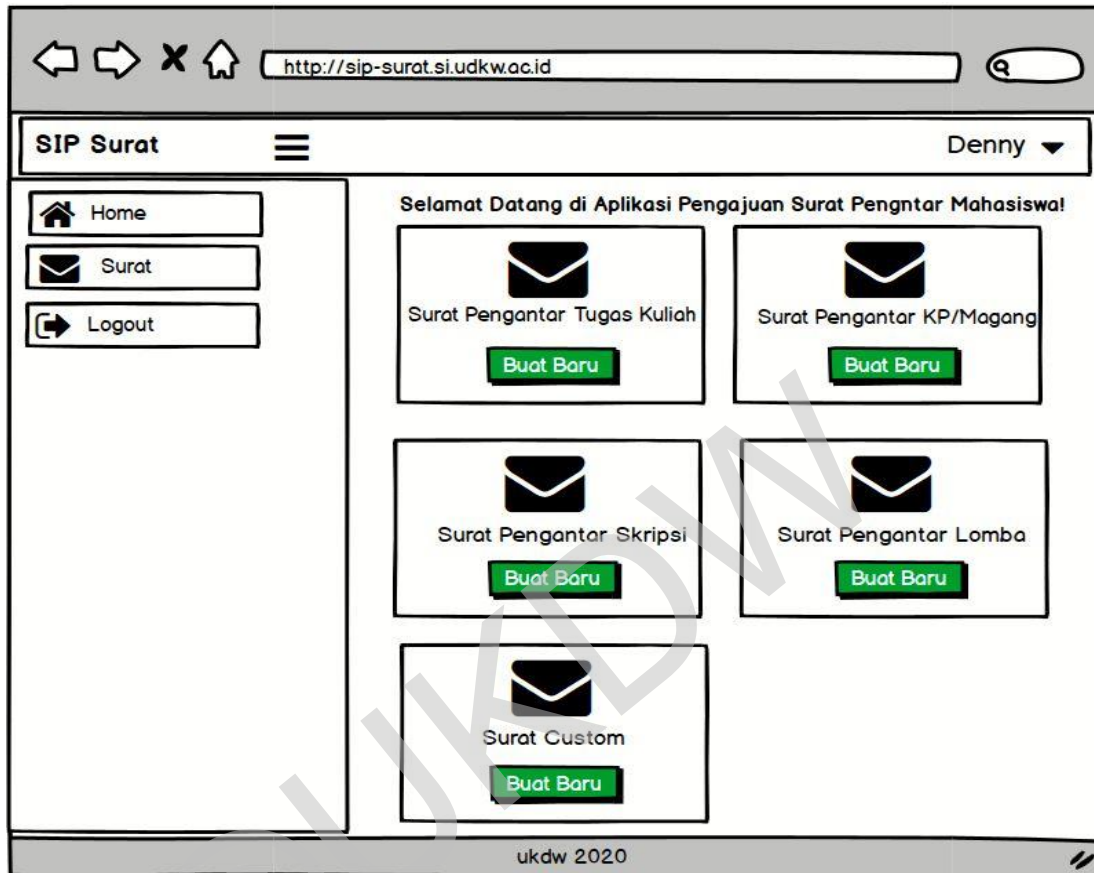 http://sip-surat.si.udkw.ac.id
SIP Surat
Denny
Home
Surat
Logout
Selamat Datang di Aplikasi Pengajuan Surat Pengntar Mahasiswa!
Surat Pengantar Tugas Kuliah
Buat Baru
Surat Pengantar KP/Magang
Buat Baru
Surat Pengantar Skripsi
Buat Baru
Surat Pengantar Lomba
Buat Baru
Surat Custom
Buat Baru
ukdw 2020
UKDW